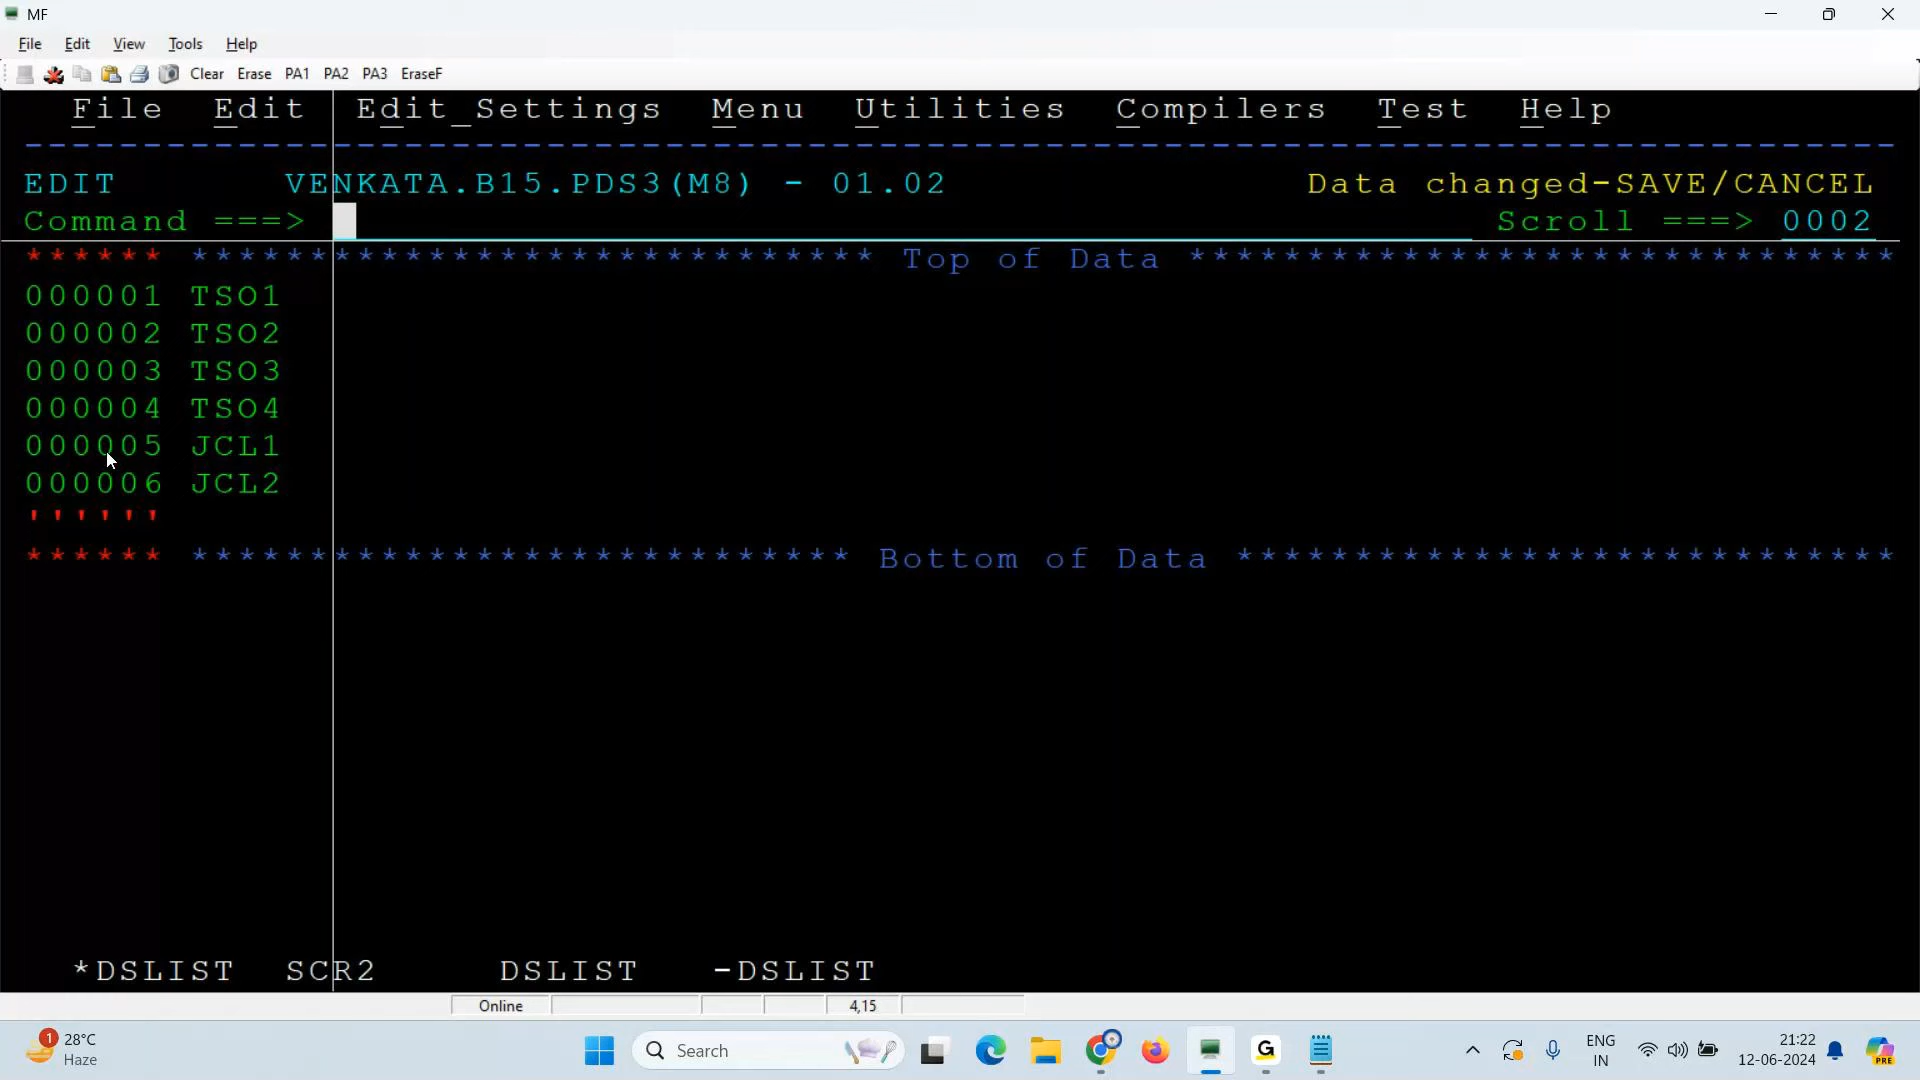 MF
File Edit View Tools Help
Clear Erase PA1 PA2 PA3 EraseF
File Edit Edit_Settings Menu Utilities Compilers Test Help
--------------------------------------------------------------------------------
EDIT VENKATA.B15.PDS3(M8) - 01.02 Data changed-SAVE/CANCEL
Command ===> Scroll ===> 0002
****** ***************************** Top of Data ******************************
000001 TSO1
000002 TSO2
000003 TSO3
000004 TSO4
000005 JCL1
000006 JCL2
''''''
****** **************************** Bottom of Data ****************************
*DSLIST SCR2 DSLIST -DSLIST
Online 4,15
1 28°C
Haze
Search
ENG
IN
21:22
12-06-2024
G
PRE